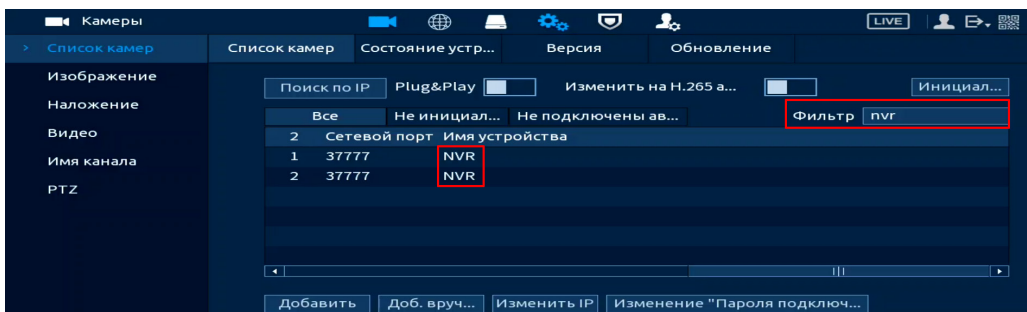 Камеры LIVE
Список камер Список камер Состояние устр... Версия Обновление
Изображение
Поиск по IP Plug&Play Изменить на H.265 а... Инициал...
Наложение
Все Не инициал... Не подключены ав... Фильтр nvr
Видео
2 Сетевой порт Имя устройства
1 37777 NVR
Имя канала
2 37777 NVR
PTZ
Добавить Доб. вруч... Изменить IP Изменение "Пароля подключ...